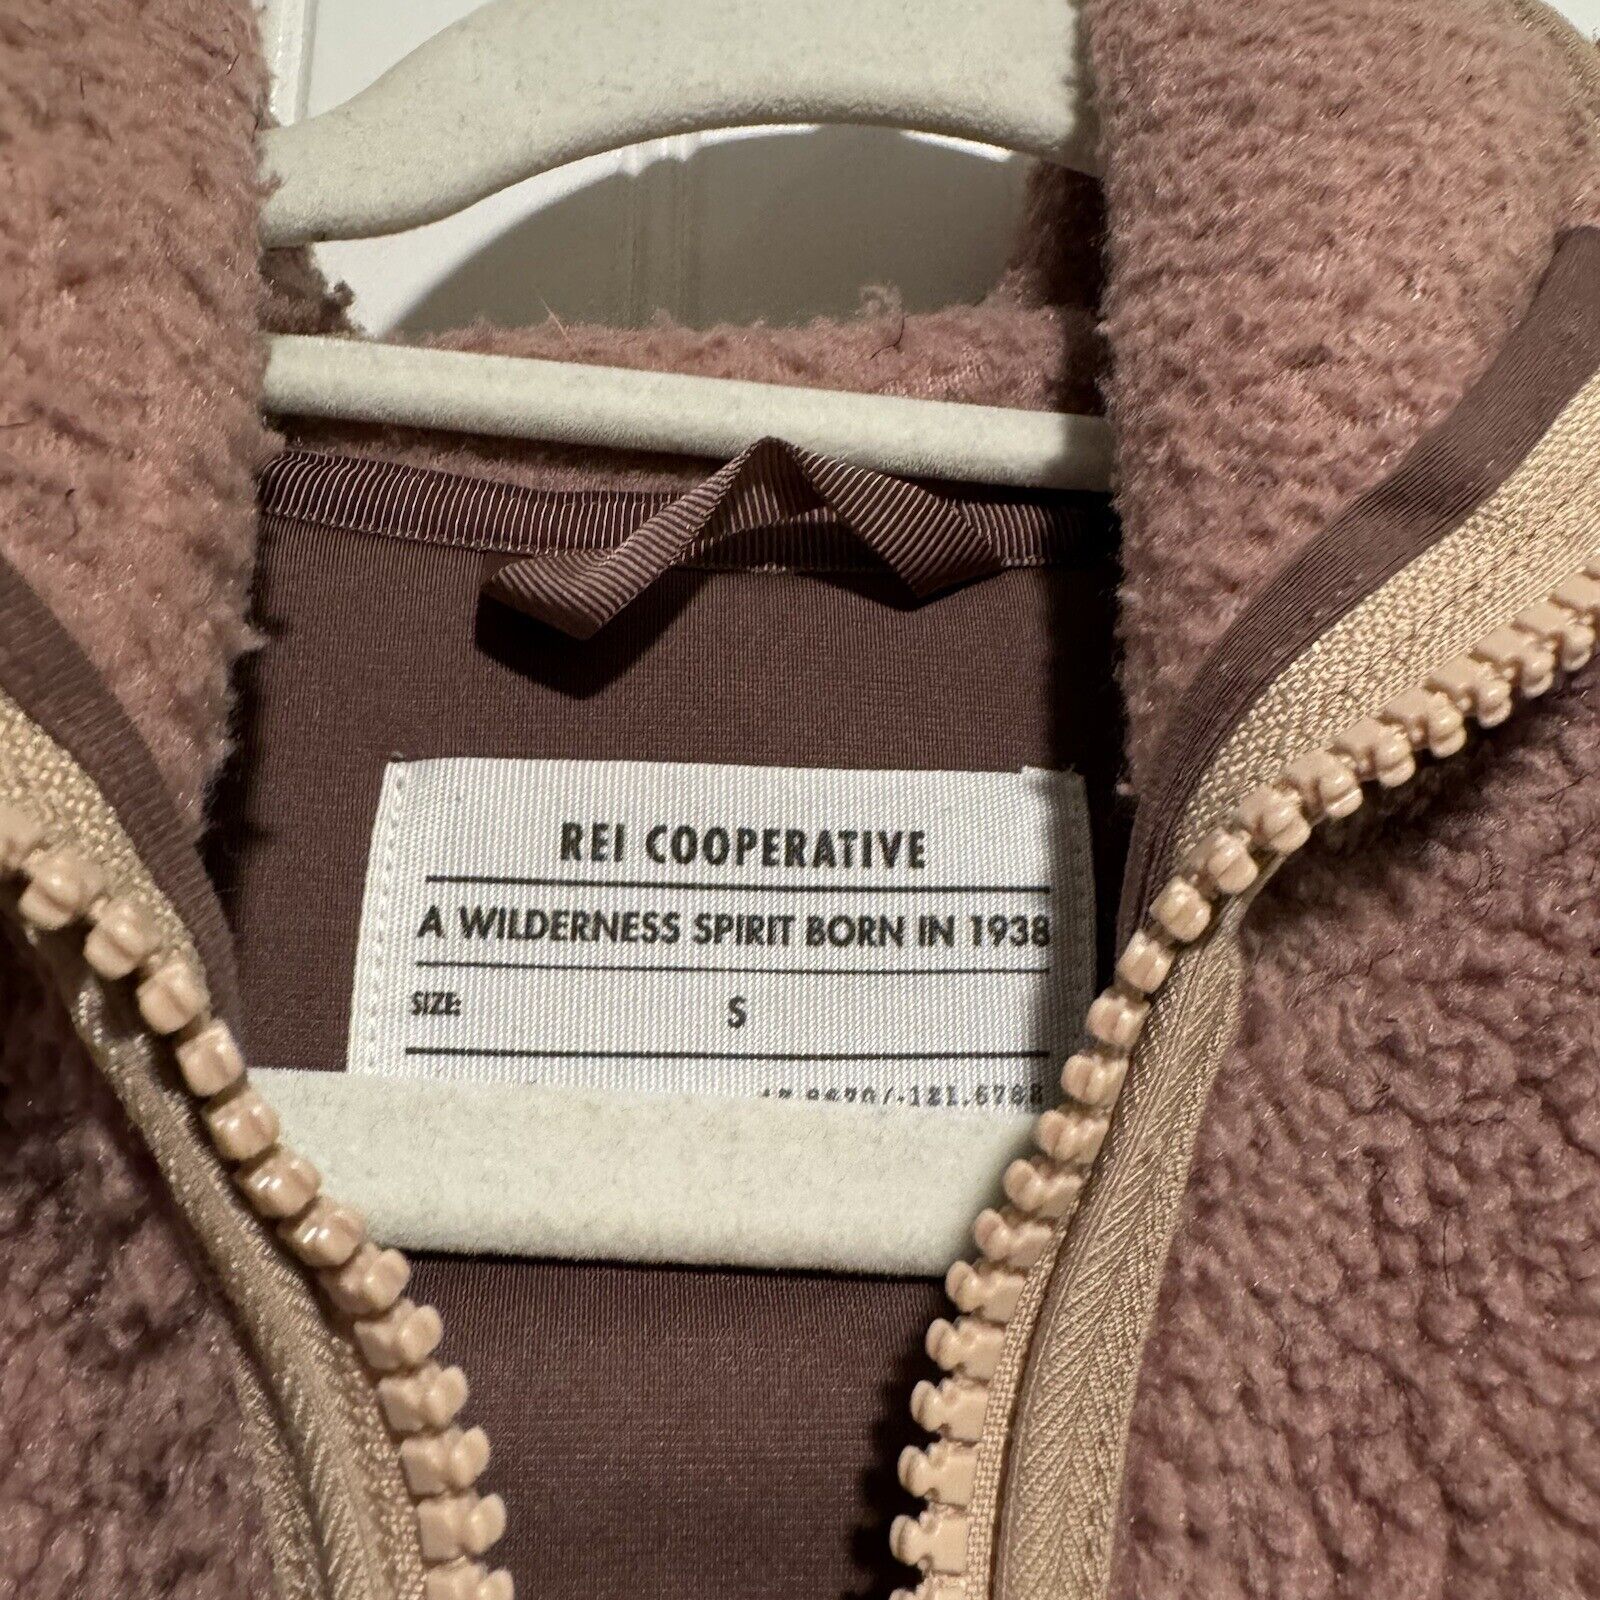 REI COOPERATIVE
A WILDERNESS SPIRIT BORN IN 1938
SIZE: S